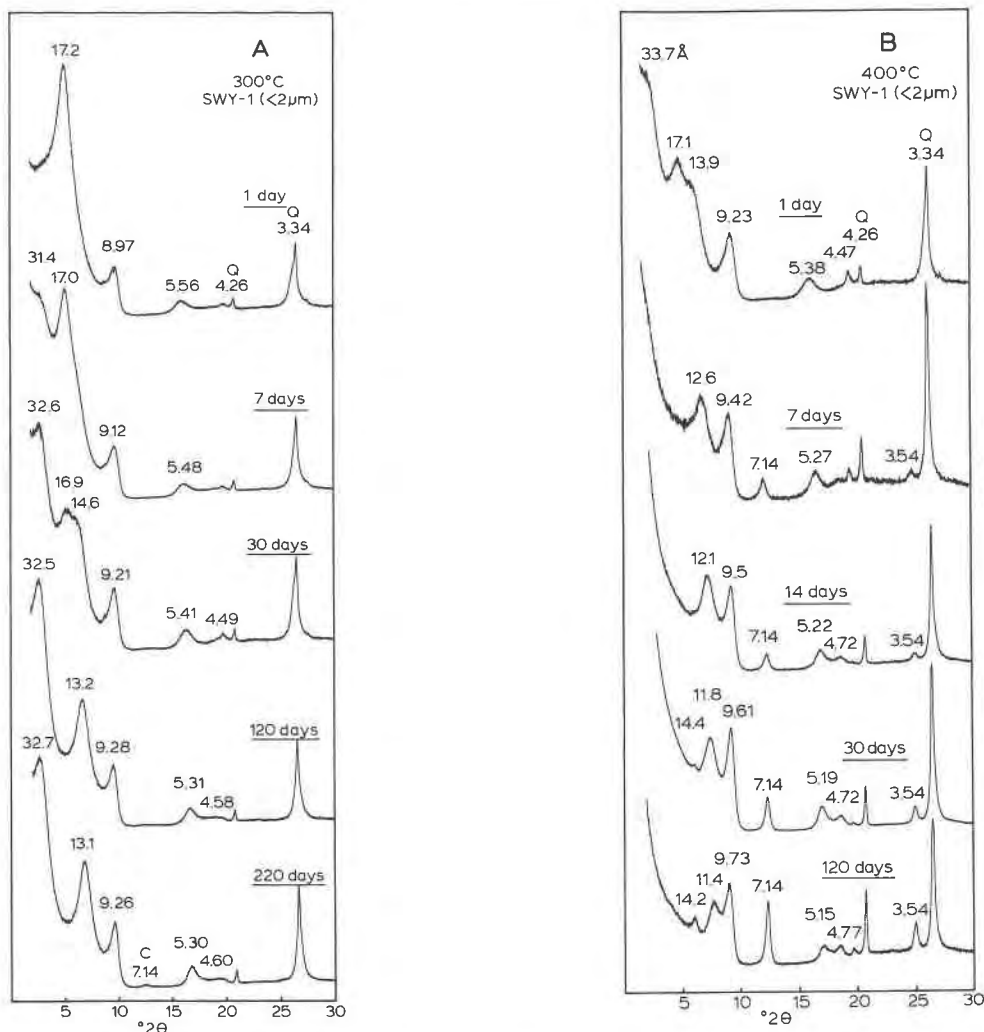 A
300°C
SWY-1 (<2µm)
17.2
1 day
Q
3.34
8.97
5.56
Q
4.26
31.4
17.0
7 days
9.12
5.48
32.6
16.9
14.6
30 days
9.21
5.41
4.49
32.5
13.2
120 days
9.28
5.31
4.58
32.7
13.1
220 days
9.26
C
7.14
5.30
4.60
5
10
15
20
25
30
°2θ
B
400°C
SWY-1 (<2µm)
33.7Å
17.1
13.9
Q
3.34
1 day
9.23
Q
4.26
4.47
5.38
12.6
9.42
7 days
7.14
5.27
3.54
12.1
9.5
14 days
7.14
5.22
4.72
3.54
14.4
11.8
9.61
30 days
7.14
5.19
4.72
3.54
14.2
11.4
9.73
120 days
7.14
5.15
4.77
3.54
5
10
15
20
25
30
°2θ